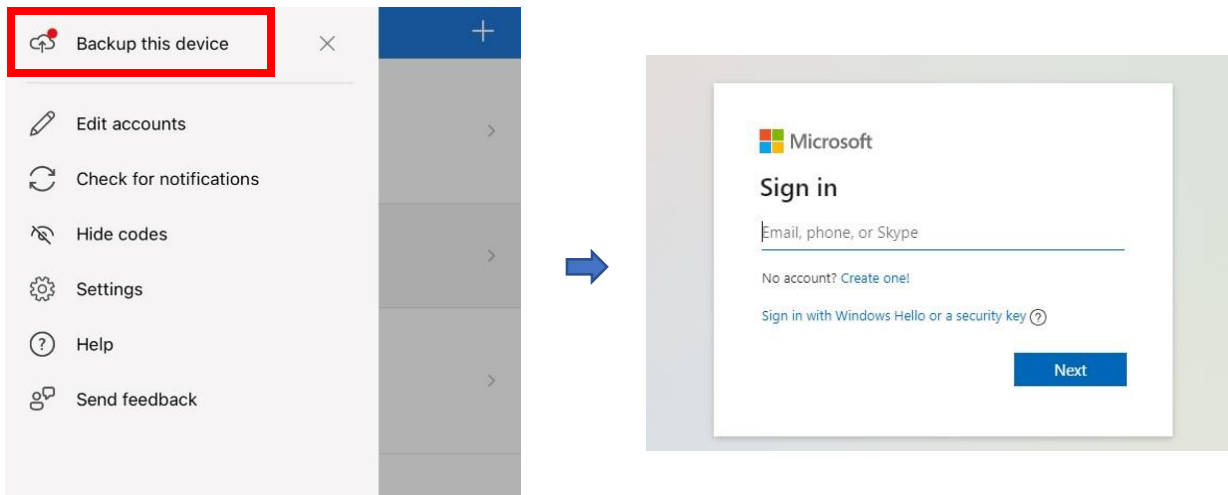 Backup this device
Edit accounts
Check for notifications
Hide codes
Settings
Help
Send feedback
Microsoft
Sign in
Email, phone, or Skype
No account? Create one!
Sign in with Windows Hello or a security key
Next